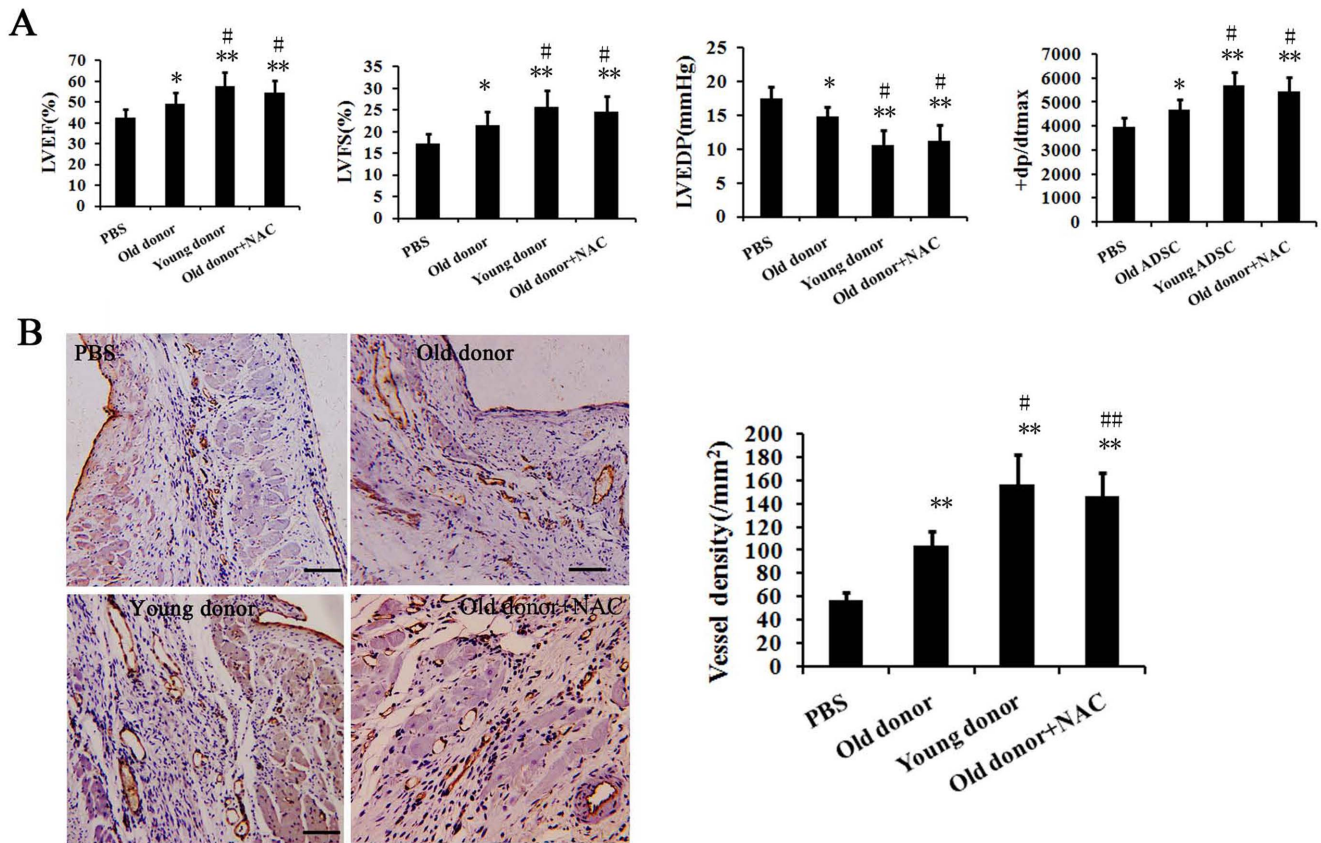 A
LVEF(%)
70
60
50
40
30
20
10
0
*
#
**
#
**
PBS
Old donor
Young donor
Old donor+NAC
LVFS(%)
35
30
25
20
15
10
5
0
*
#
**
#
**
PBS
Old donor
Young donor
Old donor+NAC
LVEDP(mmHg)
25
20
15
10
5
0
*
#
**
#
**
PBS
Old donor
Young donor
Old donor+NAC
+dp/dtmax
7000
6000
5000
4000
3000
2000
1000
0
*
#
**
#
**
PBS
Old ADSC
Young ADSC
Old donor+NAC
B
PBS
Old donor
Young donor
Old donor+NAC
Vessel density(/mm²)
200
180
160
140
120
100
80
60
40
20
0
**
#
**
##
**
PBS
Old donor
Young donor
Old donor+NAC